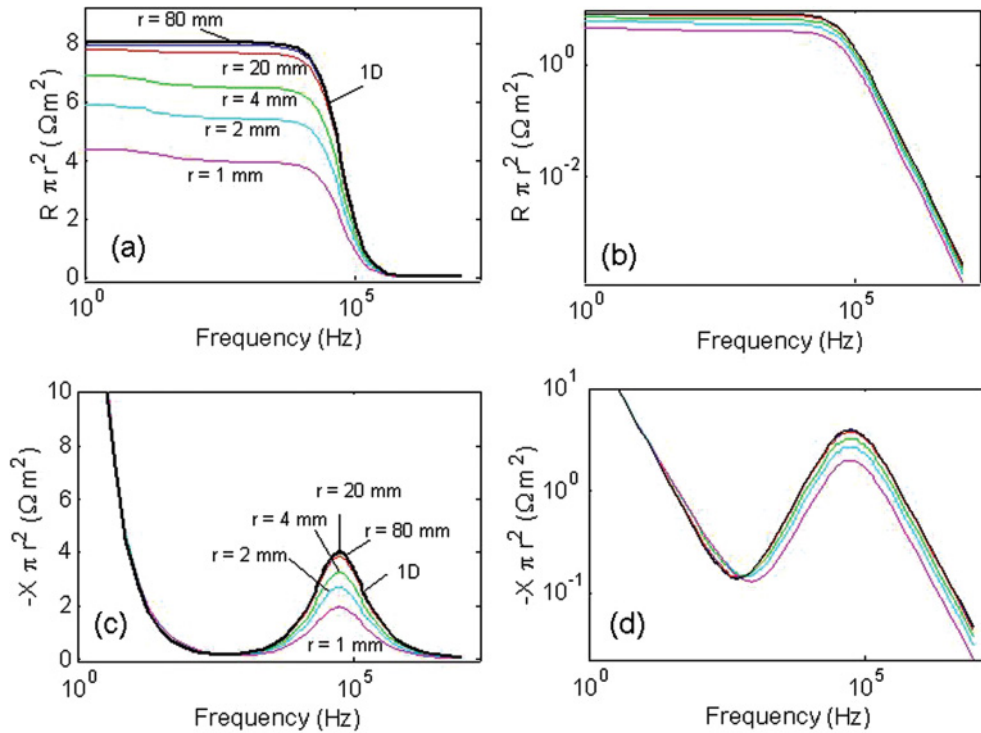 r = 80 mm
r = 20 mm
1D
r = 4 mm
r = 2 mm
r = 1 mm
8
6
4
2
0
R π r² (Ω m²)
(a)
10⁰
10⁵
Frequency (Hz)
10⁰
10⁻²
R π r² (Ω m²)
(b)
10⁰
10⁵
Frequency (Hz)
10
8
6
4
2
0
-X π r² (Ω m²)
r = 20 mm
r = 4 mm
r = 80 mm
r = 2 mm
1D
r = 1 mm
(c)
10⁰
10⁵
Frequency (Hz)
10¹
10⁰
10⁻¹
-X π r² (Ω m²)
(d)
10⁰
10⁵
Frequency (Hz)